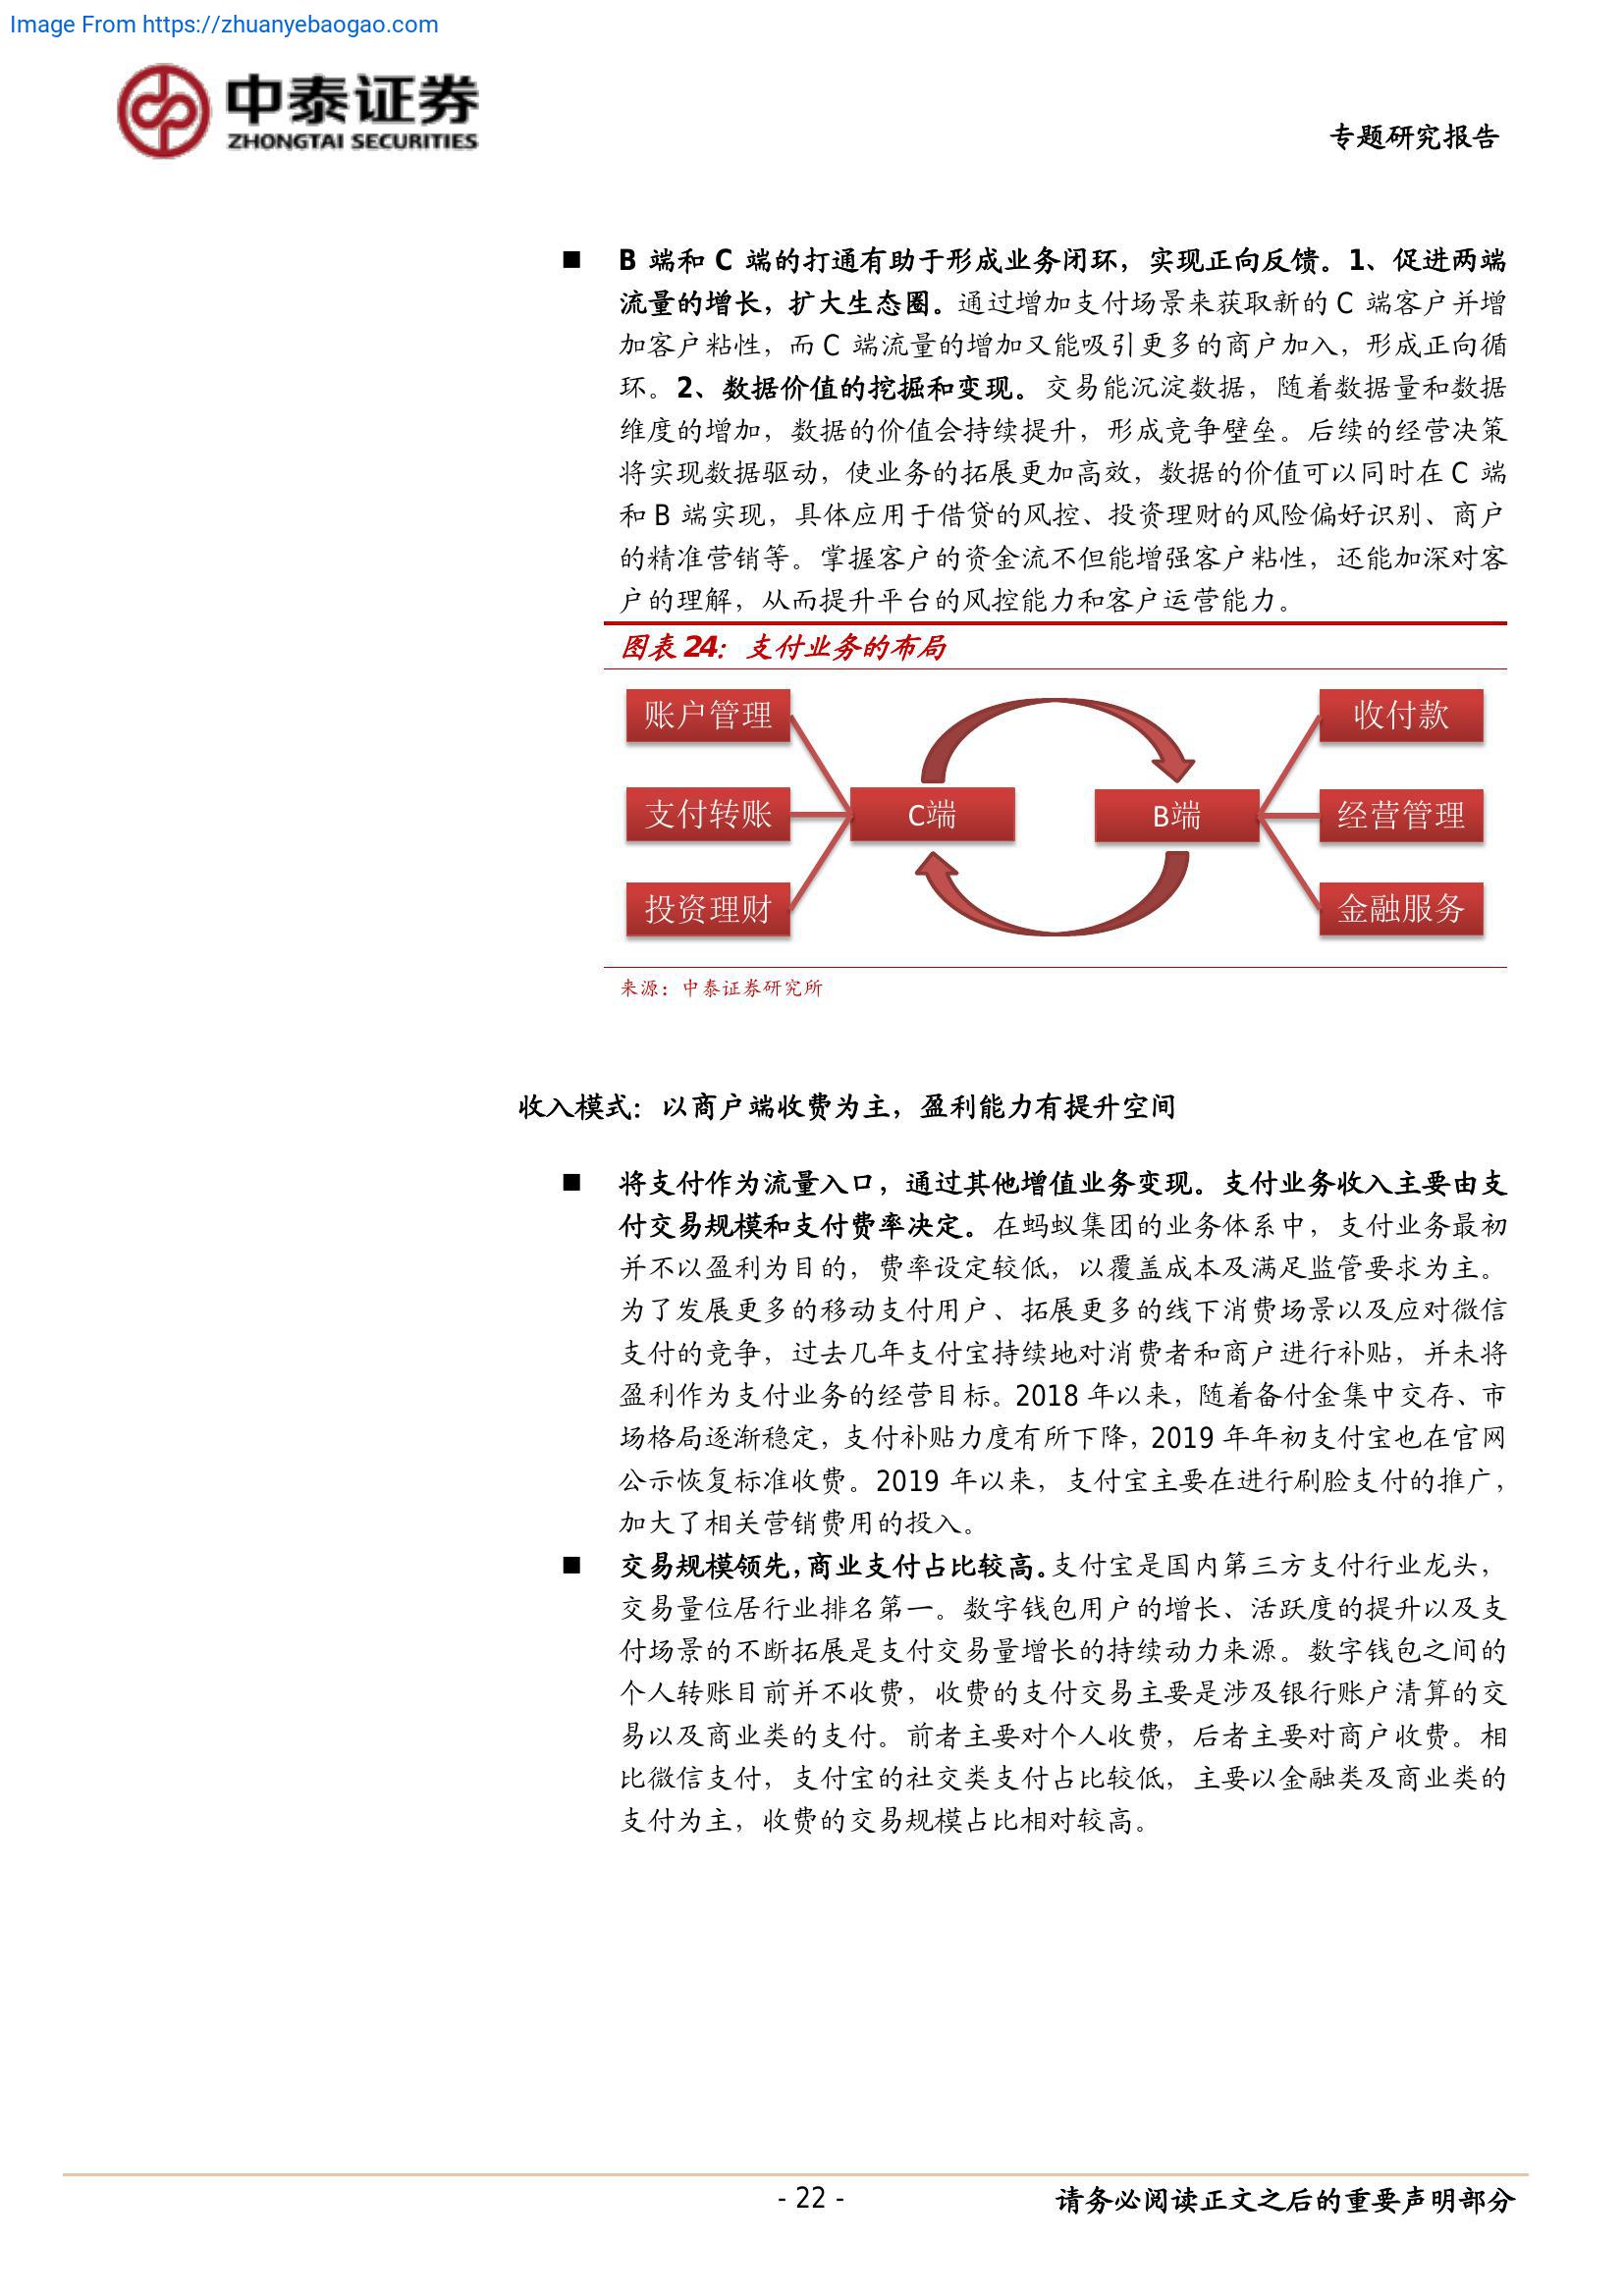 Image From https://zhuanyebaogao.com
中泰证券
ZHONGTAI SECURITIES
专题研究报告
■ B 端和 C 端的打通有助于形成业务闭环，实现正向反馈。1、促进两端
流量的增长，扩大生态圈。通过增加支付场景来获取新的 C 端客户并增
加客户粘性，而 C 端流量的增加又能吸引更多的商户加入，形成正向循
环。2、数据价值的挖掘和变现。交易能沉淀数据，随着数据量和数据
维度的增加，数据的价值会持续提升，形成竞争壁垒。后续的经营决策
将实现数据驱动，使业务的拓展更加高效，数据的价值可以同时在 C 端
和 B 端实现，具体应用于借贷的风控、投资理财的风险偏好识别、商户
的精准营销等。掌握客户的资金流不但能增强客户粘性，还能加深对客
户的理解，从而提升平台的风控能力和客户运营能力。
图表 24：支付业务的布局
账户管理
收付款
支付转账
C端
B端
经营管理
投资理财
金融服务
来源：中泰证券研究所
收入模式：以商户端收费为主，盈利能力有提升空间
■ 将支付作为流量入口，通过其他增值业务变现。支付业务收入主要由支
付交易规模和支付费率决定。在蚂蚁集团的业务体系中，支付业务最初
并不以盈利为目的，费率设定较低，以覆盖成本及满足监管要求为主。
为了发展更多的移动支付用户、拓展更多的线下消费场景以及应对微信
支付的竞争，过去几年支付宝持续地对消费者和商户进行补贴，并未将
盈利作为支付业务的经营目标。2018 年以来，随着备付金集中交存、市
场格局逐渐稳定，支付补贴力度有所下降，2019 年年初支付宝也在官网
公示恢复标准收费。2019 年以来，支付宝主要在进行刷脸支付的推广，
加大了相关营销费用的投入。
■ 交易规模领先，商业支付占比较高。支付宝是国内第三方支付行业龙头，
交易量位居行业排名第一。数字钱包用户的增长、活跃度的提升以及支
付场景的不断拓展是支付交易量增长的持续动力来源。数字钱包之间的
个人转账目前并不收费，收费的支付交易主要是涉及银行账户清算的交
易以及商业类的支付。前者主要对个人收费，后者主要对商户收费。相
比微信支付，支付宝的社交类支付占比较低，主要以金融类及商业类的
支付为主，收费的交易规模占比相对较高。
- 22 -
请务必阅读正文之后的重要声明部分